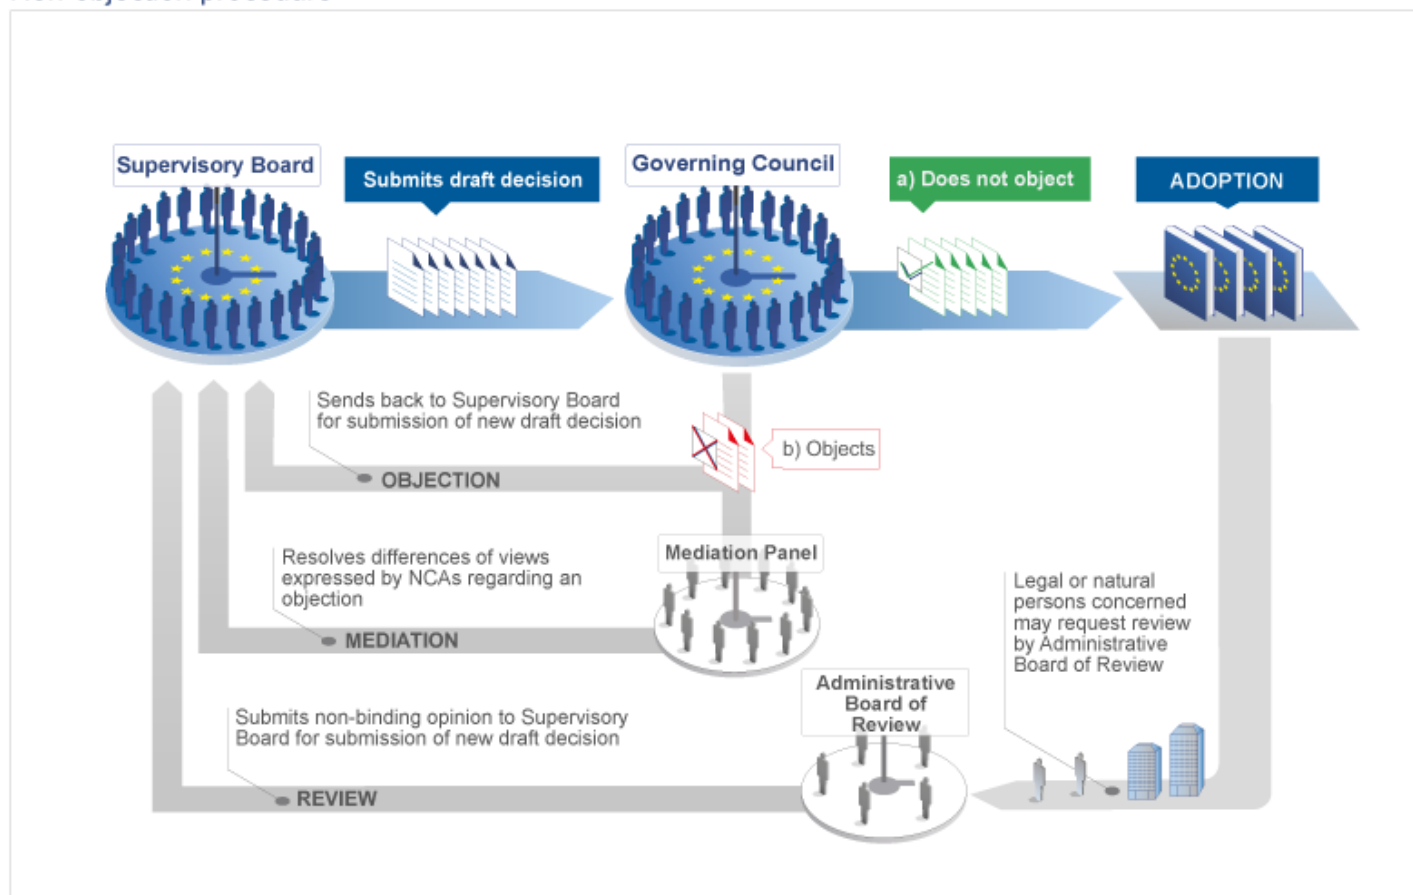 Supervisory Board
Submits draft decision
Governing Council
a) Does not object
ADOPTION
Sends back to Supervisory Board
for submission of new draft decision
b) Objects
OBJECTION
Mediation Panel
Resolves differences of views
expressed by NCAs regarding an
objection
MEDIATION
Legal or natural
persons concerned
may request review
by Administrative
Board of Review
Administrative
Board of
Review
Submits non-binding opinion to Supervisory
Board for submission of new draft decision
REVIEW